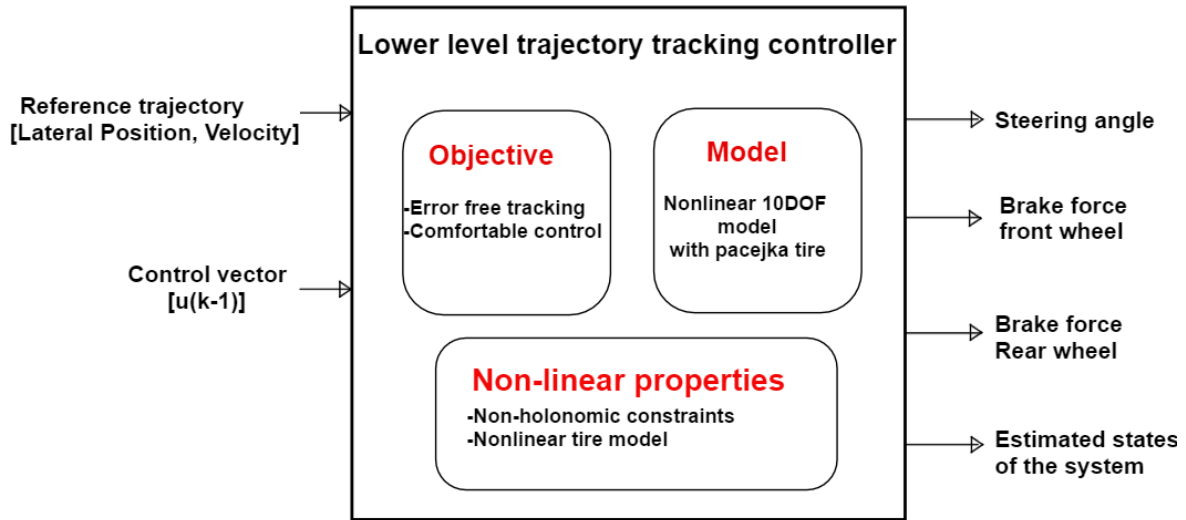 Lower level trajectory tracking controller
Reference trajectory
[Lateral Position, Velocity]
Control vector
[u(k-1)]
Objective
-Error free tracking
-Comfortable control
Model
Nonlinear 10DOF
model
with pacejka tire
Non-linear properties
-Non-holonomic constraints
-Nonlinear tire model
Steering angle
Brake force
front wheel
Brake force
Rear wheel
Estimated states
of the system